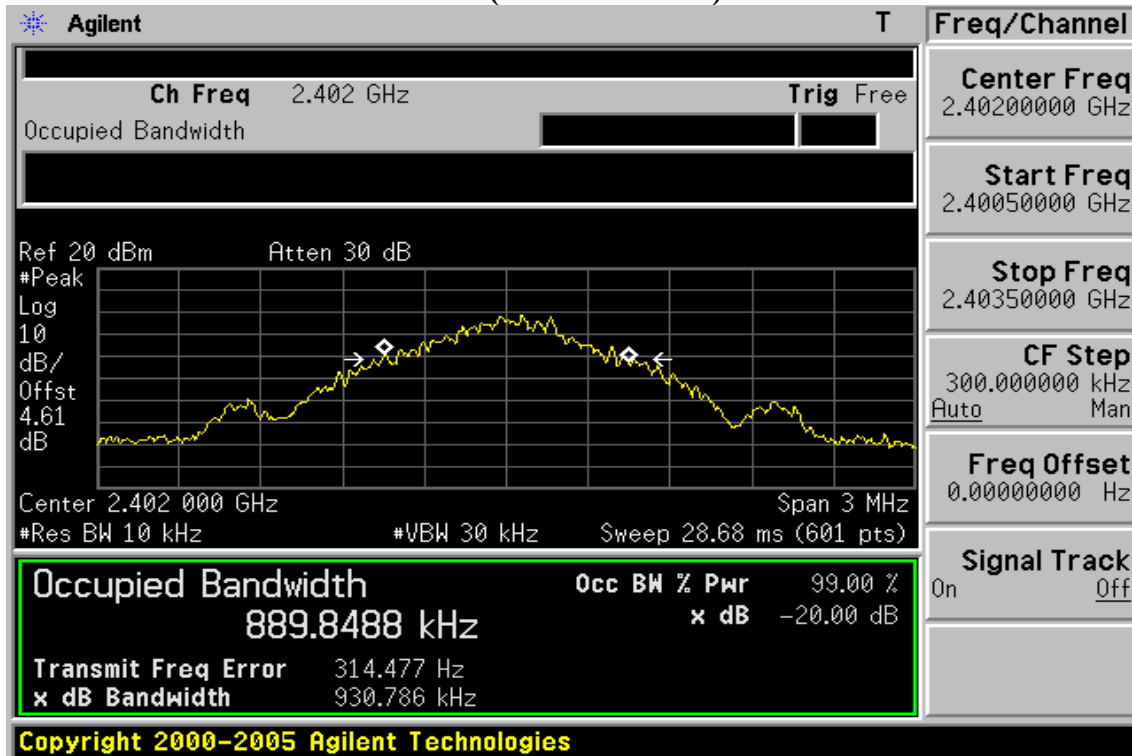 Agilent T Freq/Channel
Ch Freq 2.402 GHz Trig Free
Occupied Bandwidth
Center Freq
2.40200000 GHz
Start Freq
2.40050000 GHz
Stop Freq
2.40350000 GHz
CF Step
300.000000 kHz
Auto Man
Freq Offset
0.00000000 Hz
Signal Track
On Off
Ref 20 dBm Atten 30 dB
#Peak
Log
10
dB/
Offst
4.61
dB
Center 2.402 000 GHz Span 3 MHz
#Res BW 10 kHz #VBW 30 kHz Sweep 28.68 ms (601 pts)
Occupied Bandwidth Occ BW % Pwr 99.00 %
889.8488 kHz x dB -20.00 dB
Transmit Freq Error 314.477 Hz
x dB Bandwidth 930.786 kHz
Copyright 2000-2005 Agilent Technologies